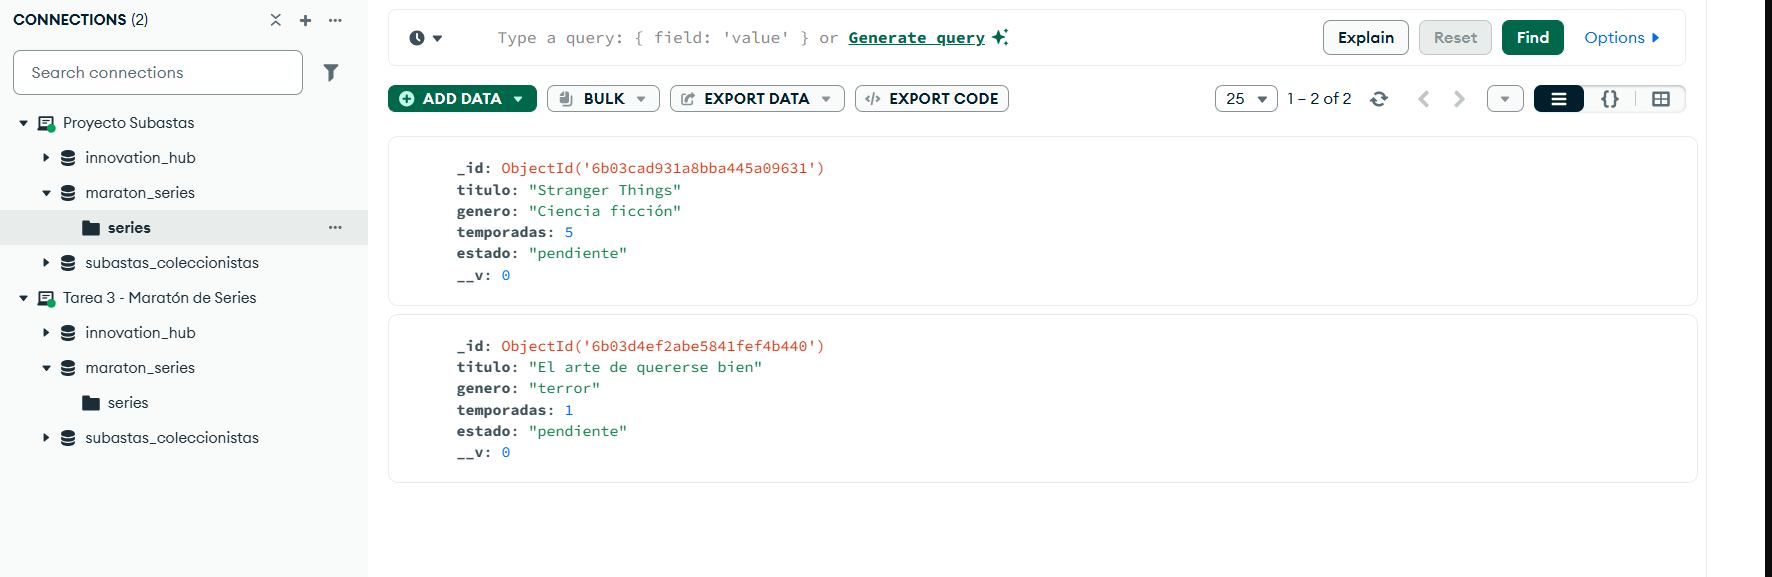 CONNECTIONS (2)
Search connections
Proyecto Subastas
innovation_hub
maraton_series
series
subastas_coleccionistas
Tarea 3 - Maratón de Series
innovation_hub
maraton_series
series
subastas_coleccionistas
Type a query: { field: 'value' } or Generate query
Explain
Reset
Find
Options
ADD DATA
BULK
EXPORT DATA
EXPORT CODE
25
1 – 2 of 2
_id: ObjectId('6b03cad931a8bba445a09631')
titulo: "Stranger Things"
genero: "Ciencia ficción"
temporadas: 5
estado: "pendiente"
__v: 0
_id: ObjectId('6b03d4ef2abe5841fef4b440')
titulo: "El arte de quererse bien"
genero: "terror"
temporadas: 1
estado: "pendiente"
__v: 0